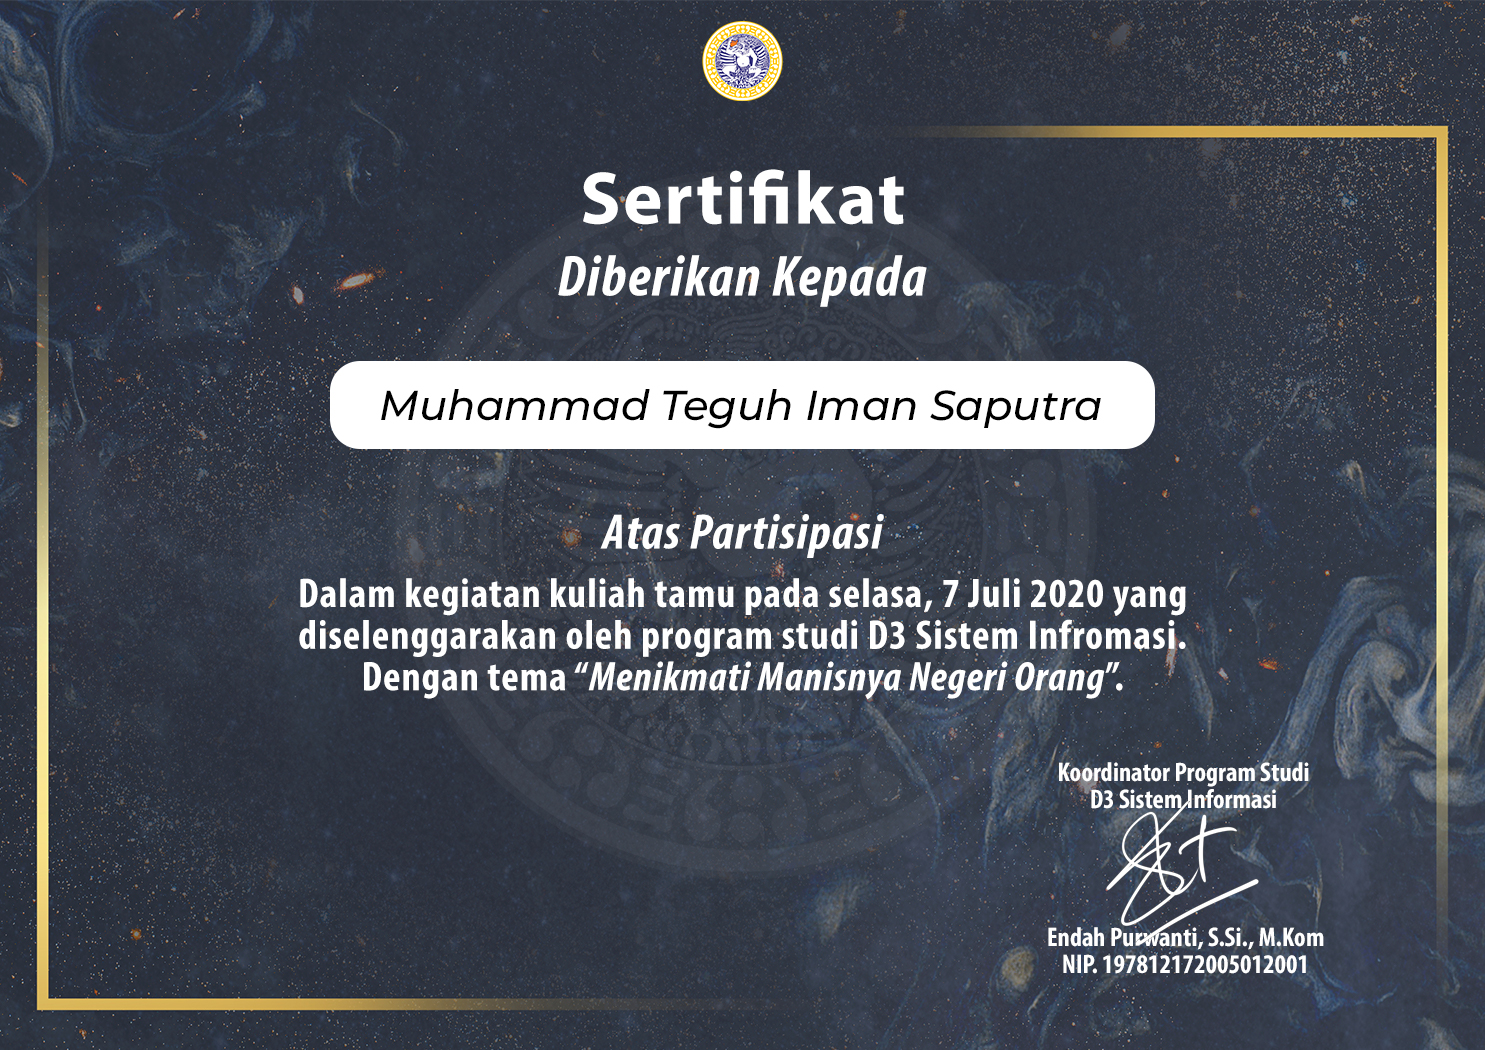 Sertifikat
Diberikan Kepada
Muhammad Teguh Iman Saputra
Atas Partisipasi
Dalam kegiatan kuliah tamu pada selasa, 7 Juli 2020 yang
diselenggarakan oleh program studi D3 Sistem Infromasi.
Dengan tema “Menikmati Manisnya Negeri Orang”.
Koordinator Program Studi
D3 Sistem Informasi
Endah Purwanti, S.Si., M.Kom
NIP. 197812172005012001